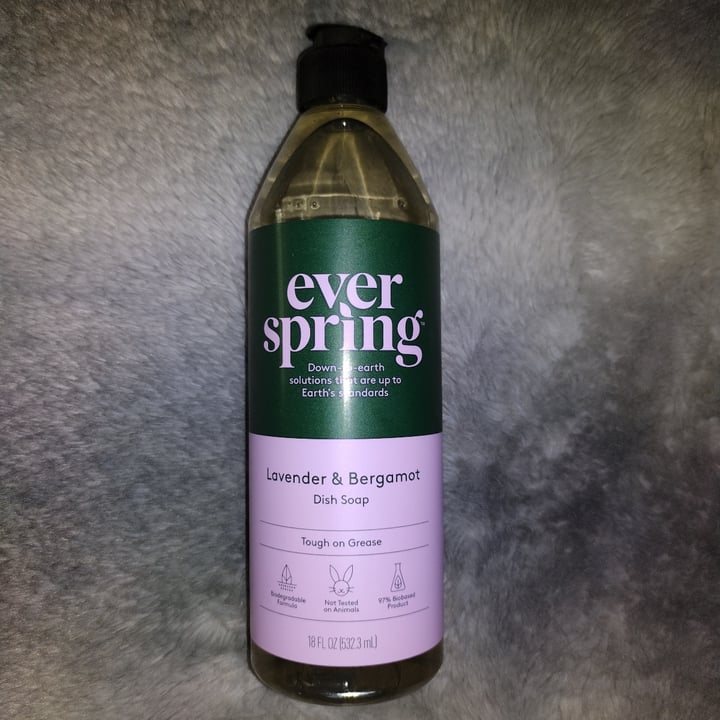 ever
spring™
Down-to-earth
solutions that are up to
Earth's standards
Lavender & Bergamot
Dish Soap
Tough on Grease
Biodegradable
Formula
Not Tested
on Animals
97% Biobased
Product
18 FL OZ (532.3 mL)